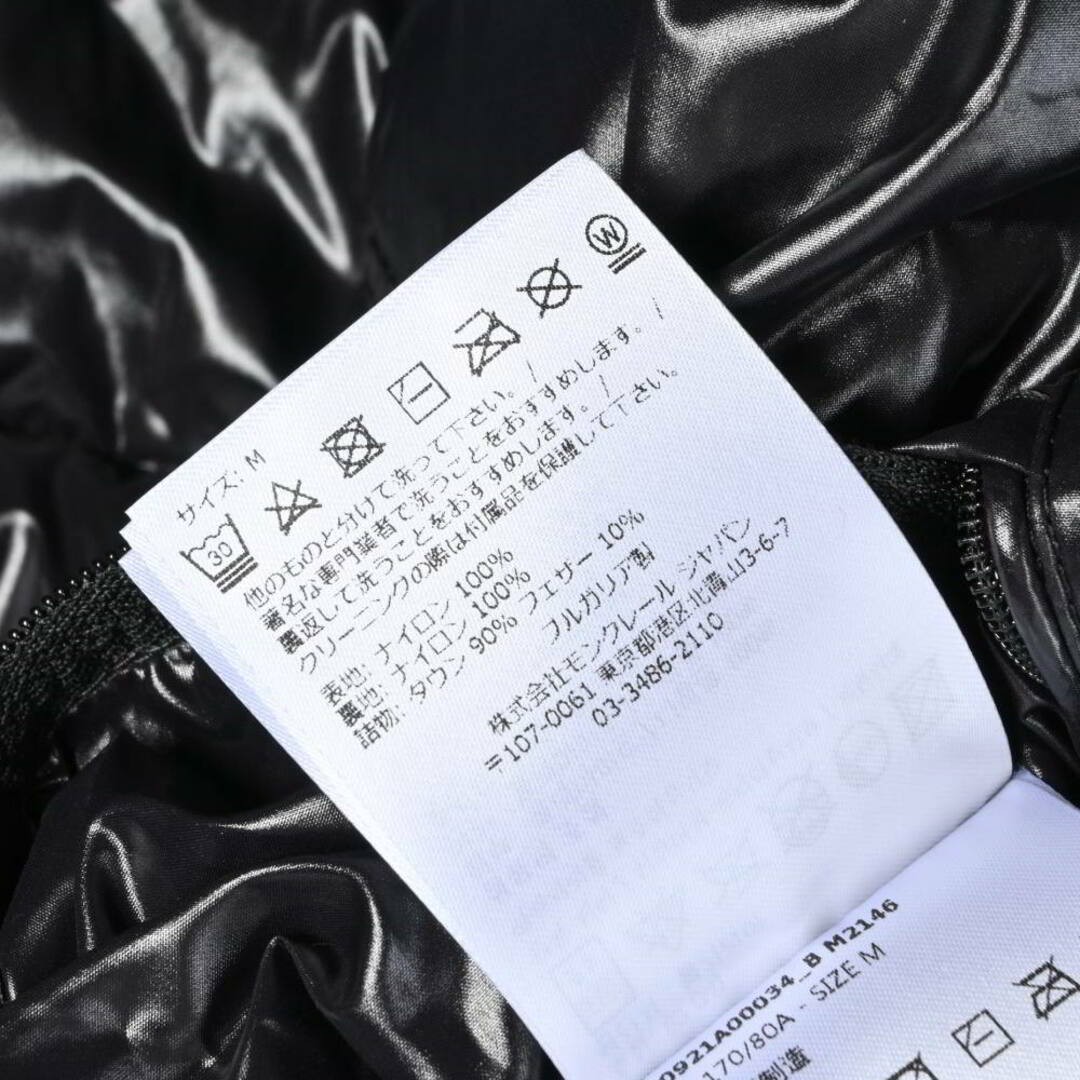 サイズ: M
30
W
他のものと分けて洗って下さい。/
著名な専門業者で洗うことをおすすめします。/
裏返して洗うことをおすすめします。/
クリーニングの際は付属品を保護して下さい。
表地: ナイロン 100%
裏地: ナイロン 100%
詰物: ダウン 90% フェザー 10%
ブルガリア製
株式会社モンクレール ジャパン
〒107-0061 東京都港区北青山3-6-7
03-3486-2110
0921A00034_B M2146
170/80A - SIZE M
制造